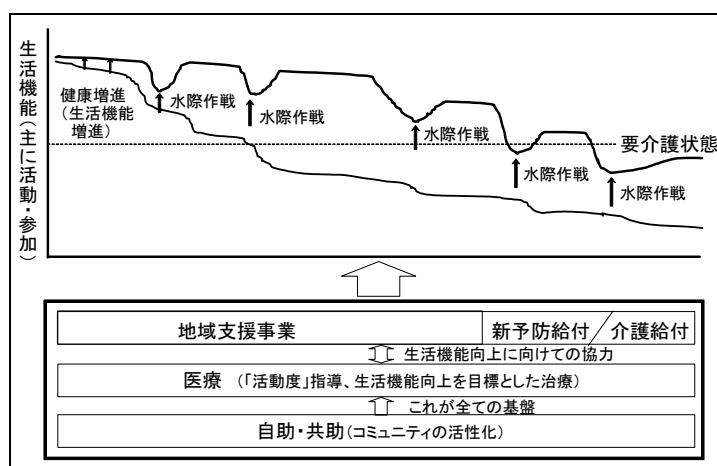 生活機能(主に活動・参加)
健康増進
(生活機能
増進)
水際作戦
水際作戦
水際作戦
水際作戦
水際作戦
要介護状態
地域支援事業
新予防給付
介護給付
生活機能向上に向けての協力
医療 (「活動度」指導、生活機能向上を目標とした治療)
これが全ての基盤
自助・共助(コミュニティの活性化)